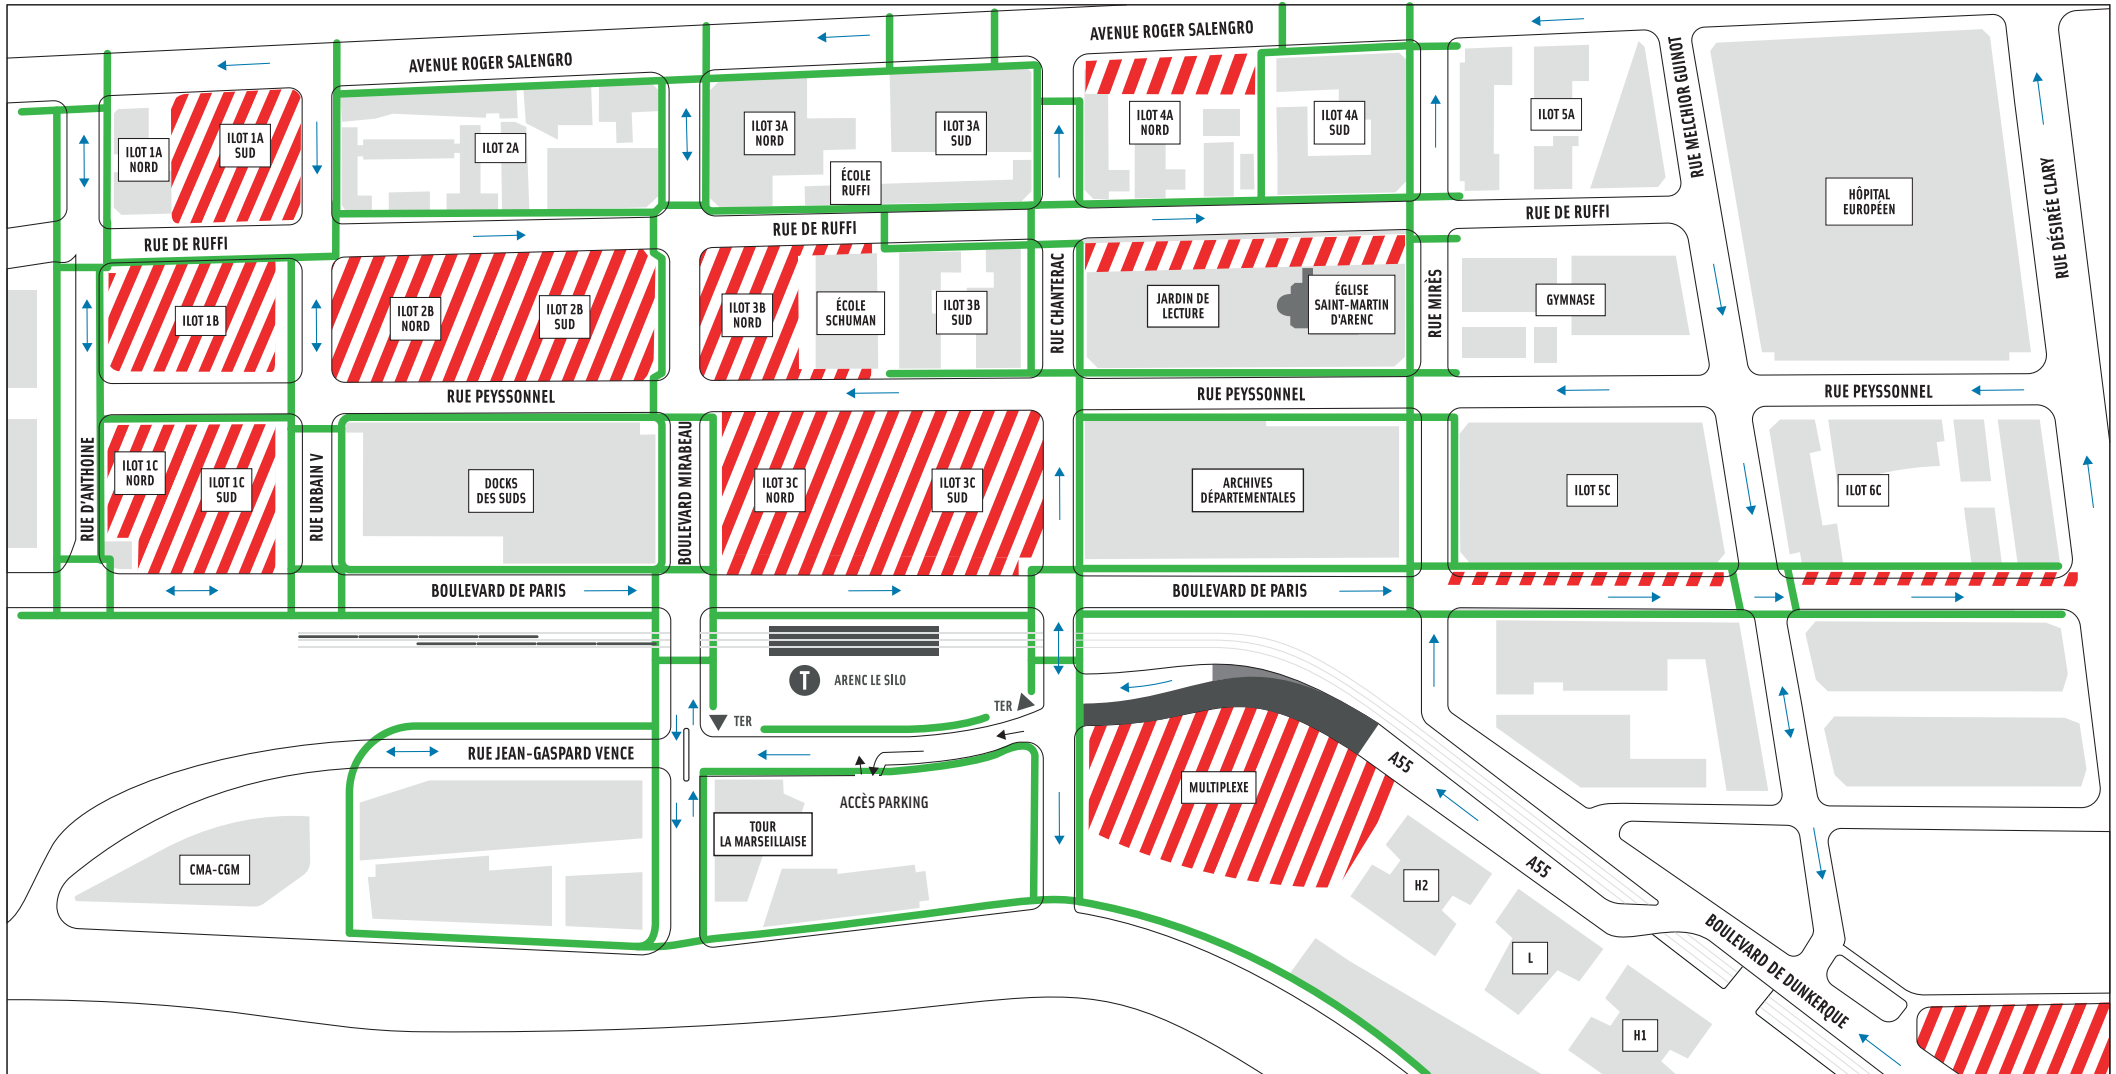 AVENUE ROGER SALENGRO
AVENUE ROGER SALENGRO
ILOT 1A
NORD
ILOT 1A
SUD
ILOT 2A
ILOT 3A
NORD
ÉCOLE
RUFFI
ILOT 3A
SUD
ILOT 4A
NORD
ILOT 4A
SUD
ILOT 5A
RUE MELCHIOR GUINOT
HÔPITAL
EUROPÉEN
RUE DÉSIRÉE CLARY
RUE DE RUFFI
RUE DE RUFFI
RUE DE RUFFI
ILOT 1B
ILOT 2B
NORD
ILOT 2B
SUD
ILOT 3B
NORD
ÉCOLE
SCHUMAN
ILOT 3B
SUD
RUE CHANTERAC
JARDIN DE
LECTURE
ÉGLISE
SAINT-MARTIN
D'ARENC
RUE MIRÈS
GYMNASE
RUE PEYSSONNEL
RUE PEYSSONNEL
RUE PEYSSONNEL
RUE D'ANTHOINE
ILOT 1C
NORD
ILOT 1C
SUD
RUE URBAIN V
DOCKS
DES SUDS
BOULEVARD MIRABEAU
ILOT 3C
NORD
ILOT 3C
SUD
ARCHIVES
DÉPARTEMENTALES
ILOT 5C
ILOT 6C
BOULEVARD DE PARIS
BOULEVARD DE PARIS
T
ARENC LE SILO
TER
TER
RUE JEAN-GASPARD VENCE
ACCÈS PARKING
TOUR
LA MARSEILLAISE
CMA-CGM
MULTIPLEXE
A55
A55
H2
L
H1
BOULEVARD DE DUNKERQUE